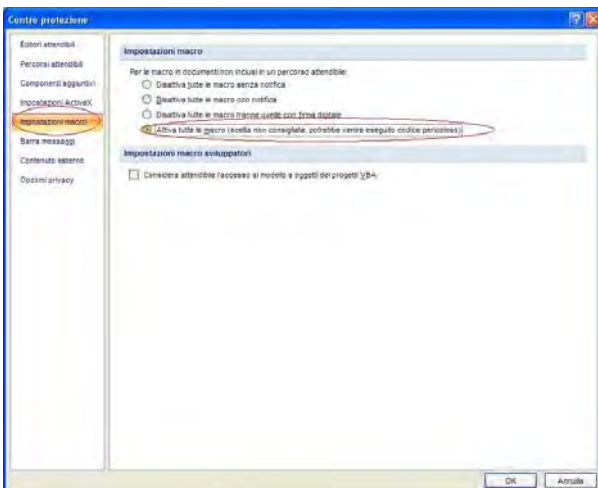 Centro protezione
Editori attendibili
Percorsi attendibili
Componenti aggiuntivi
Impostazioni ActiveX
Impostazioni macro
Barra messaggi
Contenuto esterno
Opzioni privacy
Impostazioni macro
Per le macro in documenti non inclusi in un percorso attendibile:
Disattiva tutte le macro senza notifica
Disattiva tutte le macro con notifica
Disattiva tutte le macro tranne quelle con firma digitale
Attiva tutte le macro (scelta non consigliata, potrebbe venire eseguito codice pericoloso)
Impostazioni macro sviluppatori
Considera attendibile l'accesso al modello a oggetti dei progetti VBA
OK
Annulla